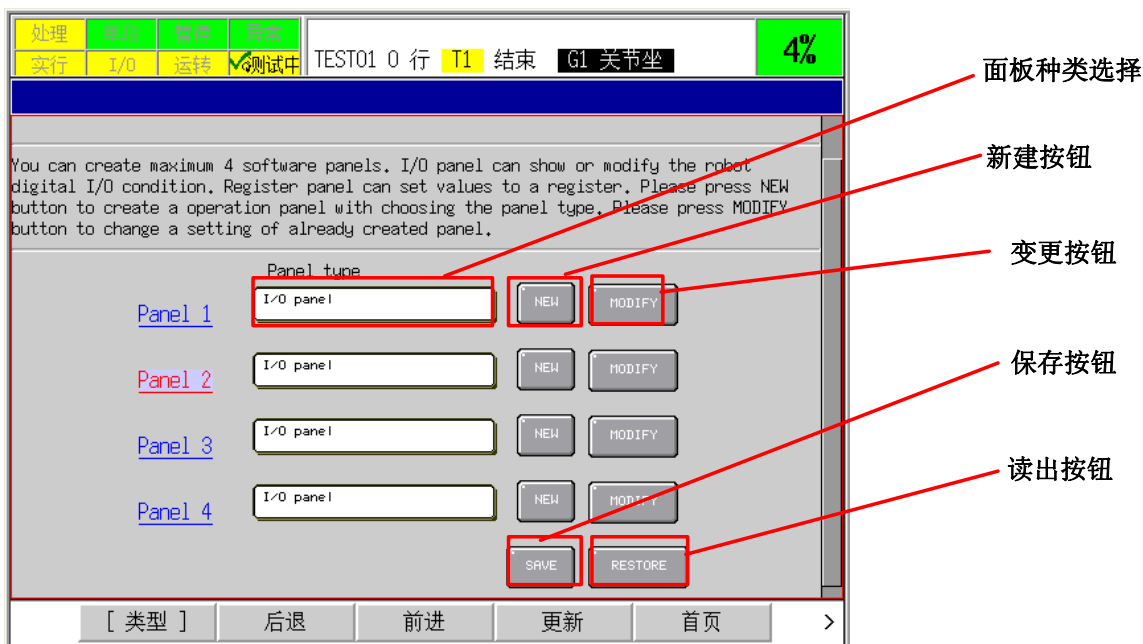 处理 单段 暂停 异常
实行 I/O 运转 测试中 TEST01 0 行 T1 结束 G1 关节坐 4%
面板种类选择
新建按钮
You can create maximum 4 software panels. I/O panel can show or modify the robot
digital I/O condition. Register panel can set values to a register. Please press NEW
button to create a operation panel with choosing the panel type. Please press MODIFY
button to change a setting of already created panel.
变更按钮
Panel type
Panel 1 I/O panel NEW MODIFY
保存按钮
Panel 2 I/O panel NEW MODIFY
Panel 3 I/O panel NEW MODIFY
读出按钮
Panel 4 I/O panel NEW MODIFY
SAVE RESTORE
[ 类型 ] 后退 前进 更新 首页 >